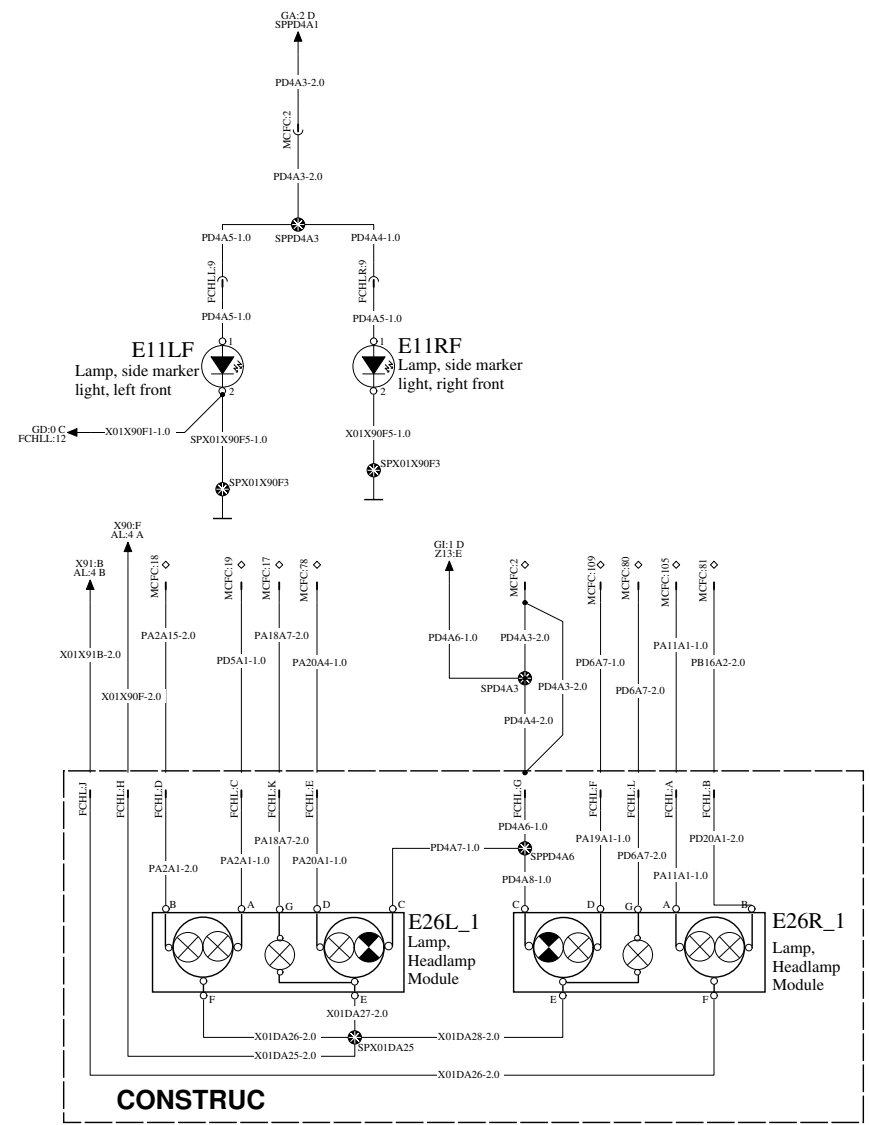 GA:2 D
SPPD4A1
PD4A3-2.0
MCFC:2
PD4A3-2.0
SPPD4A3
PD4A5-1.0
PD4A4-1.0
FCHLL:9
FCHLR:9
PD4A5-1.0
PD4A5-1.0
1
1
E11LF
Lamp, side marker
light, left front
E11RF
Lamp, side marker
light, right front
2
2
GD:0 C
FCHLL:12
X01X90F1-1.0
SPX01X90F5-1.0
X01X90F5-1.0
SPX01X90F3
SPX01X90F3
X90:F
AL:4 A
X91:B
AL:4 B
MCFC:18
MCFC:19
MCFC:17
MCFC:78
GI:1 D
Z13:E
MCFC:2
MCFC:109
MCFC:80
MCFC:105
MCFC:81
X01X91B-2.0
X01X90F-2.0
PA2A15-2.0
PD5A1-1.0
PA18A7-2.0
PA20A4-1.0
PD4A6-1.0
PD4A3-2.0
SPD4A3
PD4A3-2.0
PD4A4-2.0
PD6A7-1.0
PD6A7-2.0
PA11A1-1.0
PB16A2-2.0
FCHL:J
FCHL:H
FCHL:D
FCHL:C
FCHL:K
FCHL:E
FCHL:G
FCHL:F
FCHL:L
FCHL:A
FCHL:B
PA2A1-2.0
PA2A1-1.0
PA18A7-2.0
PA20A1-1.0
PD4A7-1.0
PD4A6-1.0
SPPD4A6
PD4A8-1.0
PA19A1-1.0
PD6A7-2.0
PA11A1-1.0
PD20A1-2.0
B
A
G
D
C
C
D
G
A
B
E26L_1
Lamp,
Headlamp
Module
E26R_1
Lamp,
Headlamp
Module
F
E
E
F
X01DA27-2.0
X01DA26-2.0
X01DA28-2.0
SPX01DA25
X01DA25-2.0
X01DA26-2.0
CONSTRUC